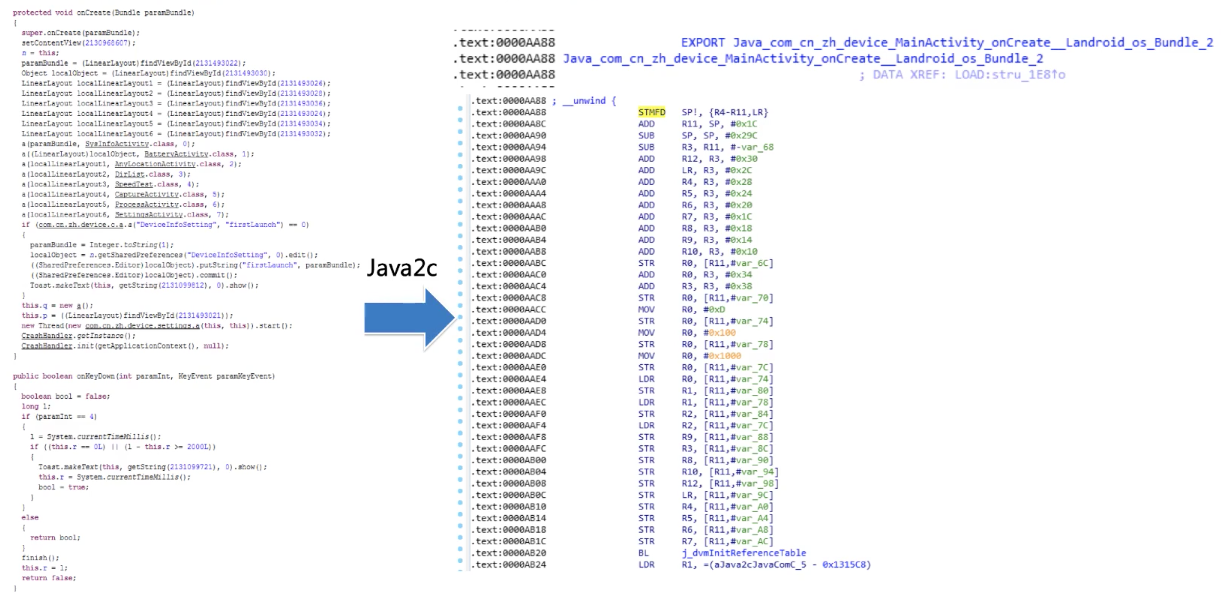 protected void onCreate(Bundle paramBundle)
{
super.onCreate(paramBundle);
setContentView(2130968607);
n = this;
paramBundle = (LinearLayout)findViewById(2131493022);
Object localObject = (LinearLayout)findViewById(2131493030);
LinearLayout localLinearLayout1 = (LinearLayout)findViewById(2131493026);
LinearLayout localLinearLayout2 = (LinearLayout)findViewById(2131493028);
LinearLayout localLinearLayout3 = (LinearLayout)findViewById(2131493036);
LinearLayout localLinearLayout4 = (LinearLayout)findViewById(2131493024);
LinearLayout localLinearLayout5 = (LinearLayout)findViewById(2131493034);
LinearLayout localLinearLayout6 = (LinearLayout)findViewById(2131493032);
a(paramBundle, SysInfoActivity.class, 0);
a((LinearLayout)localObject, BatteryActivity.class, 1);
a(localLinearLayout1, AnyLocationActivity.class, 2);
a(localLinearLayout2, DirList.class, 3);
a(localLinearLayout3, SpeedTest.class, 4);
a(localLinearLayout4, CaptureActivity.class, 5);
a(localLinearLayout5, ProcessActivity.class, 6);
a(localLinearLayout6, SettingsActivity.class, 7);
if (com.cn.zh.device.c.a.a("DeviceInfoSetting", "firstLaunch") == 0)
{
paramBundle = Integer.toString(1);
localObject = n.getSharedPreferences("DeviceInfoSetting", 0).edit();
((SharedPreferences.Editor)localObject).putString("firstLaunch", paramBundle);
((SharedPreferences.Editor)localObject).commit();
Toast.makeText(this, getString(2131099812), 0).show();
}
this.q = new a();
this.p = ((LinearLayout)findViewById(2131493021));
new Thread(new com.cn.zh.device.settings.a(this, this)).start();
CrashHandler.getInstance();
CrashHandler.init(getApplicationContext(), null);
}
public boolean onKeyDown(int paramInt, KeyEvent paramKeyEvent)
{
boolean bool = false;
long l;
if (paramInt == 4)
{
l = System.currentTimeMillis();
if ((this.r == 0L) || (l - this.r >= 2000L))
{
Toast.makeText(this, getString(2131099721), 0).show();
this.r = System.currentTimeMillis();
bool = true;
}
}
else
{
return bool;
}
finish();
this.r = l;
return false;
}
Java2c
.text:0000AA88 EXPORT Java_com_cn_zh_device_MainActivity_onCreate__Landroid_os_Bundle_2
.text:0000AA88 Java_com_cn_zh_device_MainActivity_onCreate__Landroid_os_Bundle_2
.text:0000AA88 ; DATA XREF: LOAD:stru_1E8↑o
.text:0000AA88 ; __unwind {
.text:0000AA88 STMFD SP!, {R4-R11,LR}
.text:0000AA8C ADD R11, SP, #0x1C
.text:0000AA90 SUB SP, SP, #0x29C
.text:0000AA94 SUB R3, R11, #-var_68
.text:0000AA98 ADD R12, R3, #0x30
.text:0000AA9C ADD LR, R3, #0x2C
.text:0000AAA0 ADD R4, R3, #0x28
.text:0000AAA4 ADD R5, R3, #0x24
.text:0000AAA8 ADD R6, R3, #0x20
.text:0000AAAC ADD R7, R3, #0x1C
.text:0000AAB0 ADD R8, R3, #0x18
.text:0000AAB4 ADD R9, R3, #0x14
.text:0000AAB8 ADD R10, R3, #0x10
.text:0000AABC STR R0, [R11,#var_6C]
.text:0000AAC0 ADD R0, R3, #0x34
.text:0000AAC4 ADD R3, R3, #0x38
.text:0000AAC8 STR R0, [R11,#var_70]
.text:0000AACC MOV R0, #0xD
.text:0000AAD0 STR R0, [R11,#var_74]
.text:0000AAD4 MOV R0, #0x100
.text:0000AAD8 STR R0, [R11,#var_78]
.text:0000AADC MOV R0, #0x1000
.text:0000AAE0 STR R0, [R11,#var_7C]
.text:0000AAE4 LDR R0, [R11,#var_74]
.text:0000AAE8 STR R1, [R11,#var_80]
.text:0000AAEC LDR R1, [R11,#var_78]
.text:0000AAF0 STR R2, [R11,#var_84]
.text:0000AAF4 LDR R2, [R11,#var_7C]
.text:0000AAF8 STR R9, [R11,#var_88]
.text:0000AAFC STR R3, [R11,#var_8C]
.text:0000AB00 STR R8, [R11,#var_90]
.text:0000AB04 STR R10, [R11,#var_94]
.text:0000AB08 STR R12, [R11,#var_98]
.text:0000AB0C STR LR, [R11,#var_9C]
.text:0000AB10 STR R4, [R11,#var_A0]
.text:0000AB14 STR R5, [R11,#var_A4]
.text:0000AB18 STR R6, [R11,#var_A8]
.text:0000AB1C STR R7, [R11,#var_AC]
.text:0000AB20 BL j_dvmInitReferenceTable
.text:0000AB24 LDR R1, =(aJava2cJavaComC_5 - 0x1315C8)